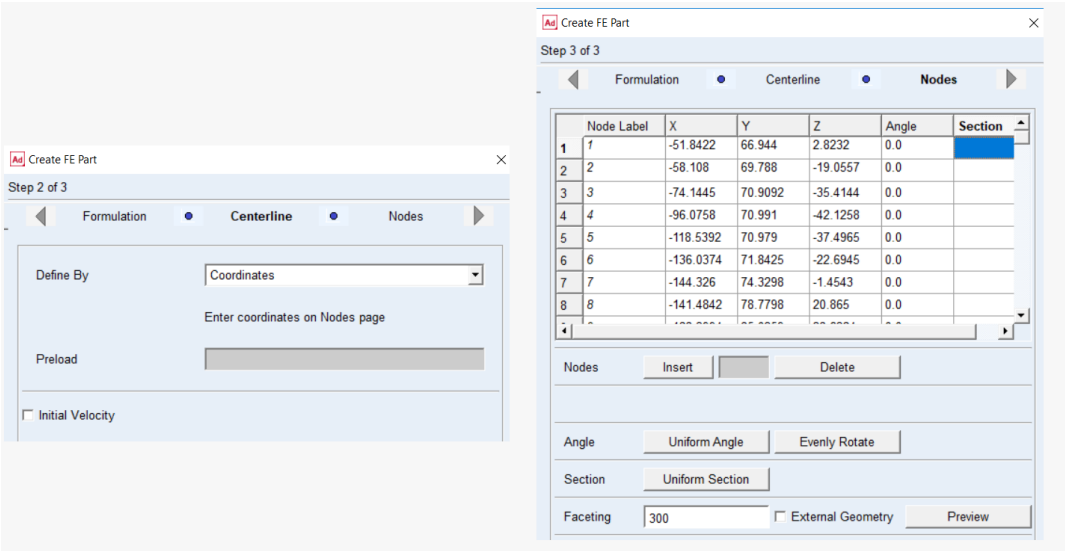 Ad Create FE Part
Step 2 of 3
Formulation Centerline Nodes
Define By Coordinates
Enter coordinates on Nodes page
Preload
Initial Velocity
Ad Create FE Part
Step 3 of 3
Formulation Centerline Nodes
Node Label X Y Z Angle Section
1 1 -51.8422 66.944 2.8232 0.0
2 2 -58.108 69.788 -19.0557 0.0
3 3 -74.1445 70.9092 -35.4144 0.0
4 4 -96.0758 70.991 -42.1258 0.0
5 5 -118.5392 70.979 -37.4965 0.0
6 6 -136.0374 71.8425 -22.6945 0.0
7 7 -144.326 74.3298 -1.4543 0.0
8 8 -141.4842 78.7798 20.865 0.0
Nodes Insert Delete
Angle Uniform Angle Evenly Rotate
Section Uniform Section
Faceting 300 External Geometry Preview